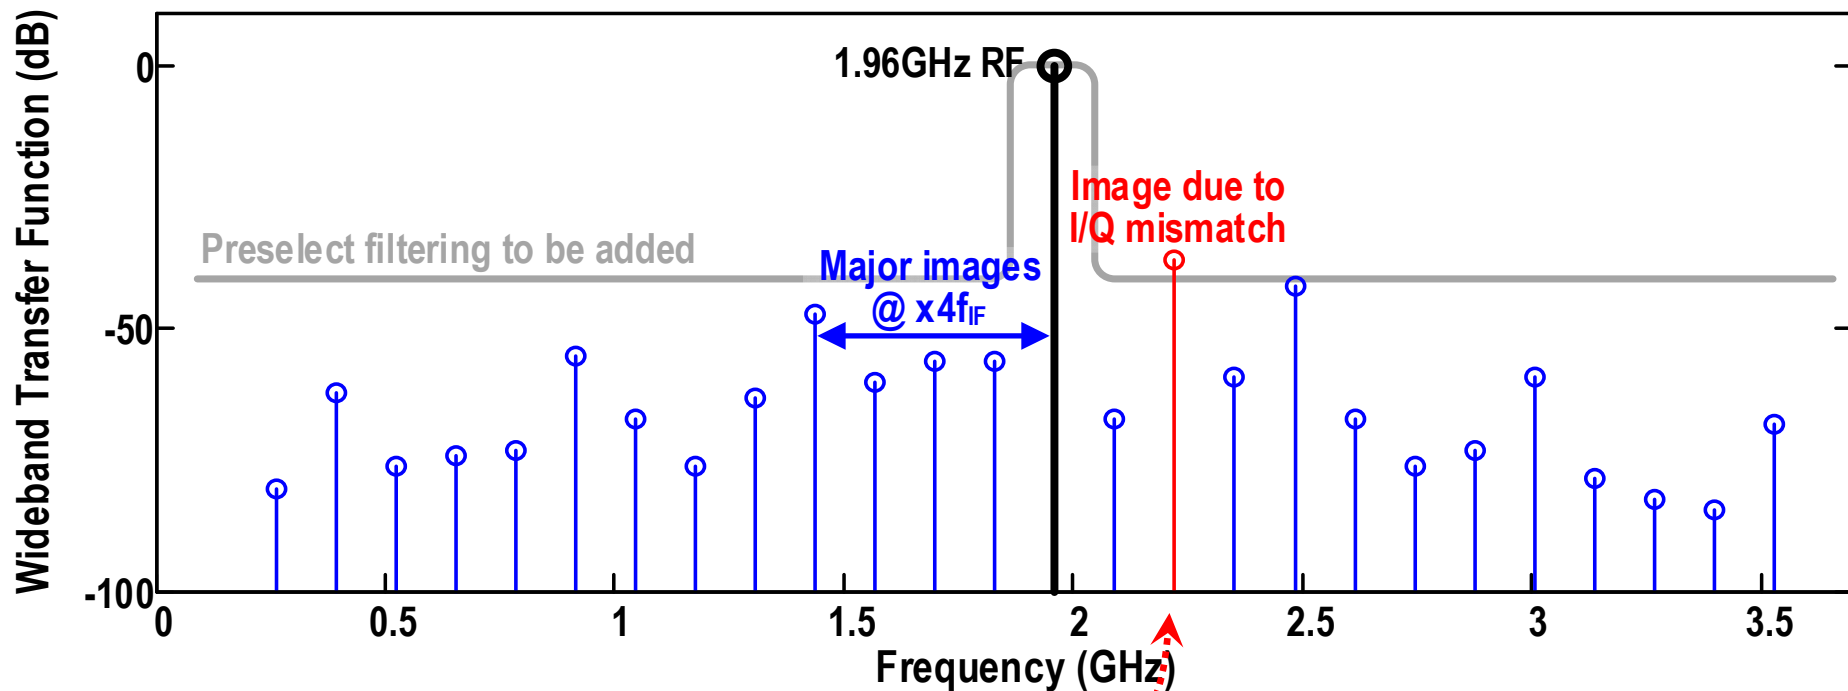 Wideband Transfer Function (dB)
0
-50
-100
1.96GHz RF
Image due to
I/Q mismatch
Preselect filtering to be added
Major images
@ x4fIF
0
0.5
1
1.5
2
2.5
3
3.5
Frequency (GHz)